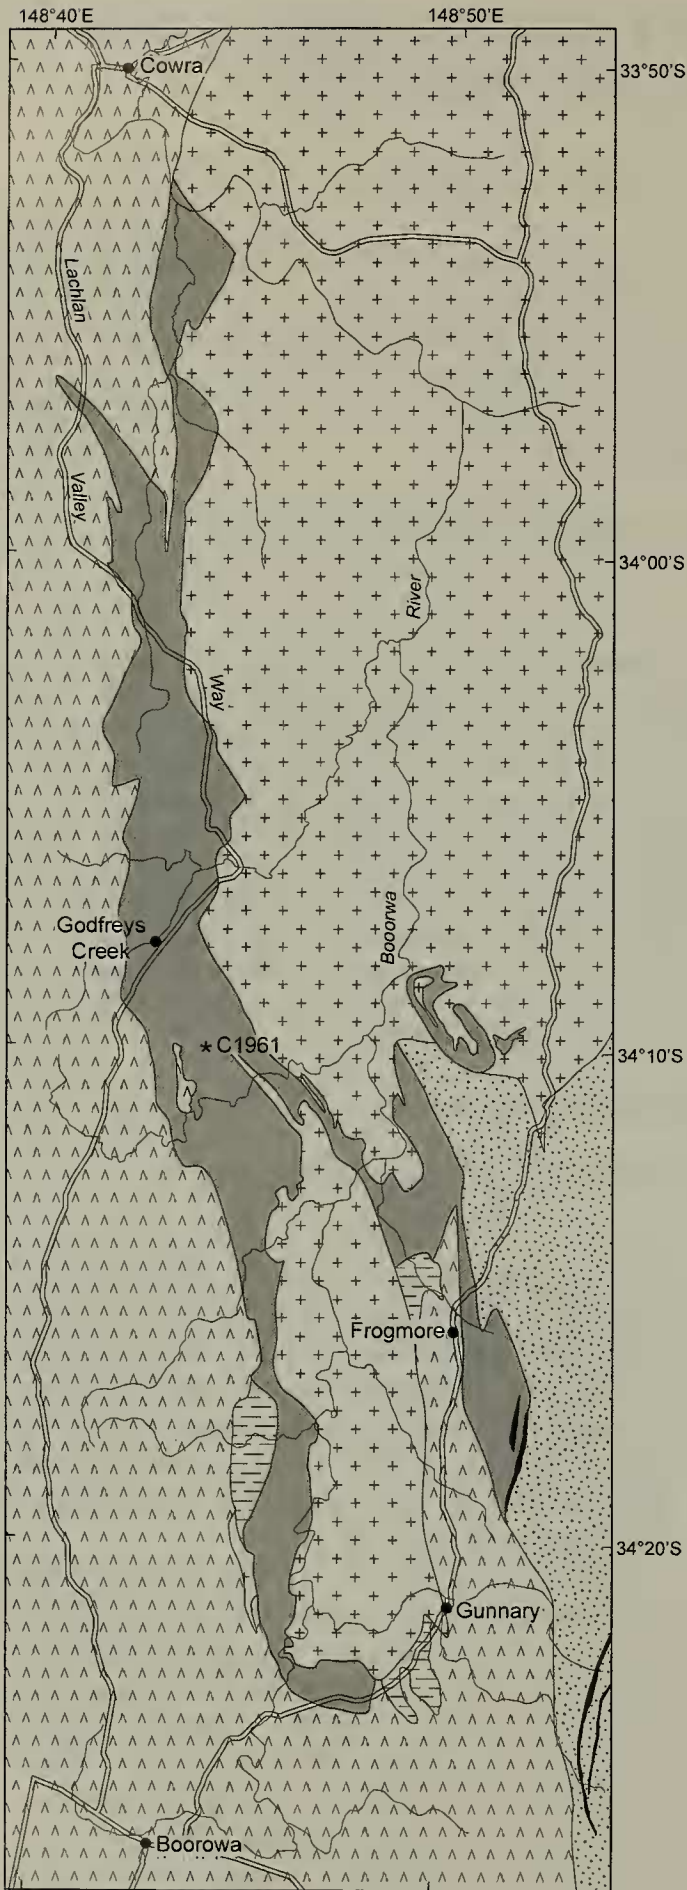 148°40'E
148°50'E
Cowra
33°50'S
Lachlan
Valley
34°00'S
River
Way
Booorwa
Godfreys
Creek
* C1961
34°10'S
Frogmore
34°20'S
Gunnary
Boorowa